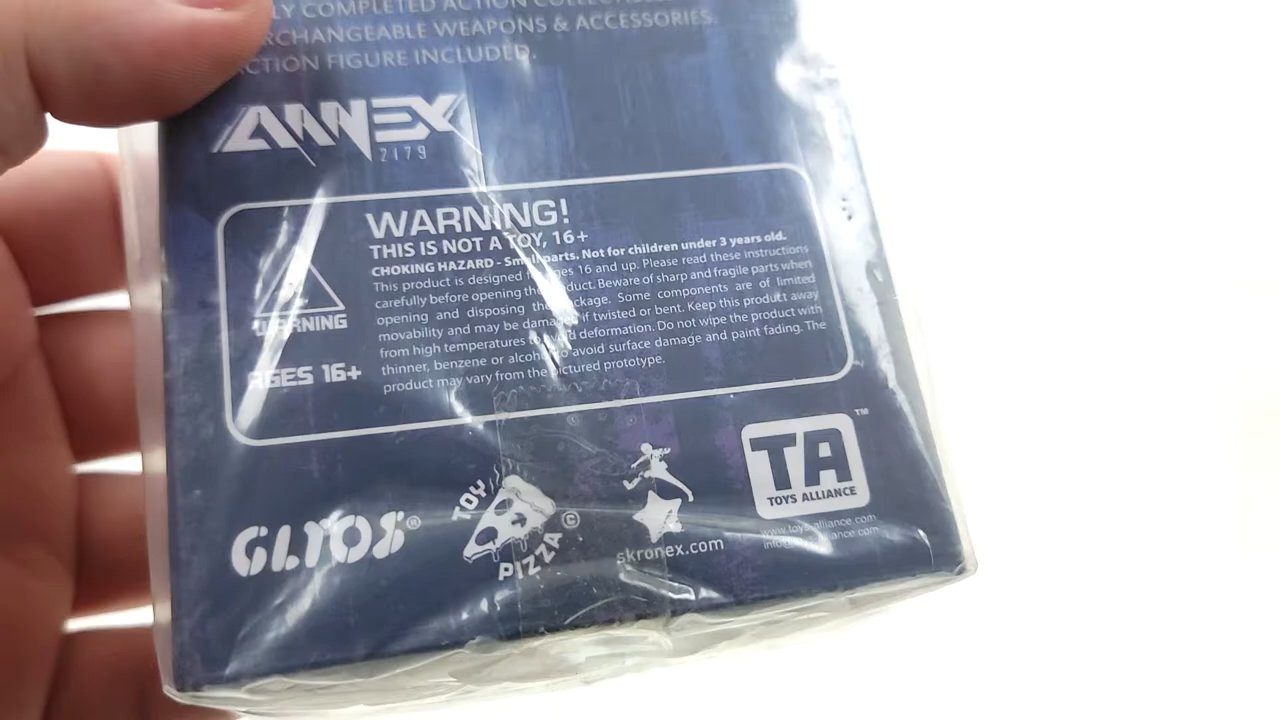 LY COMPLETED ACTION
RCHANGEABLE WEAPONS & ACCESSORIES.
ACTION FIGURE INCLUDED.
ANNEX
2179
WARNING!
THIS IS NOT A TOY, 16+
CHOKING HAZARD - Small parts. Not for children under 3 years old.
This product is designed for ages 16 and up. Please read these instructions
carefully before opening the product. Beware of sharp and fragile parts when
opening and disposing the package. Some components are of limited
movability and may be damaged if twisted or bent. Keep this product away
from high temperatures to avoid deformation. Do not wipe the product with
thinner, benzene or alcohol to avoid surface damage and paint fading. The
product may vary from the pictured prototype.
WARNING
AGES 16+
GLYOS®
TOY
PIZZA ©
skronex.com
TA ™
TOYS ALLIANCE
www.toys-alliance.com